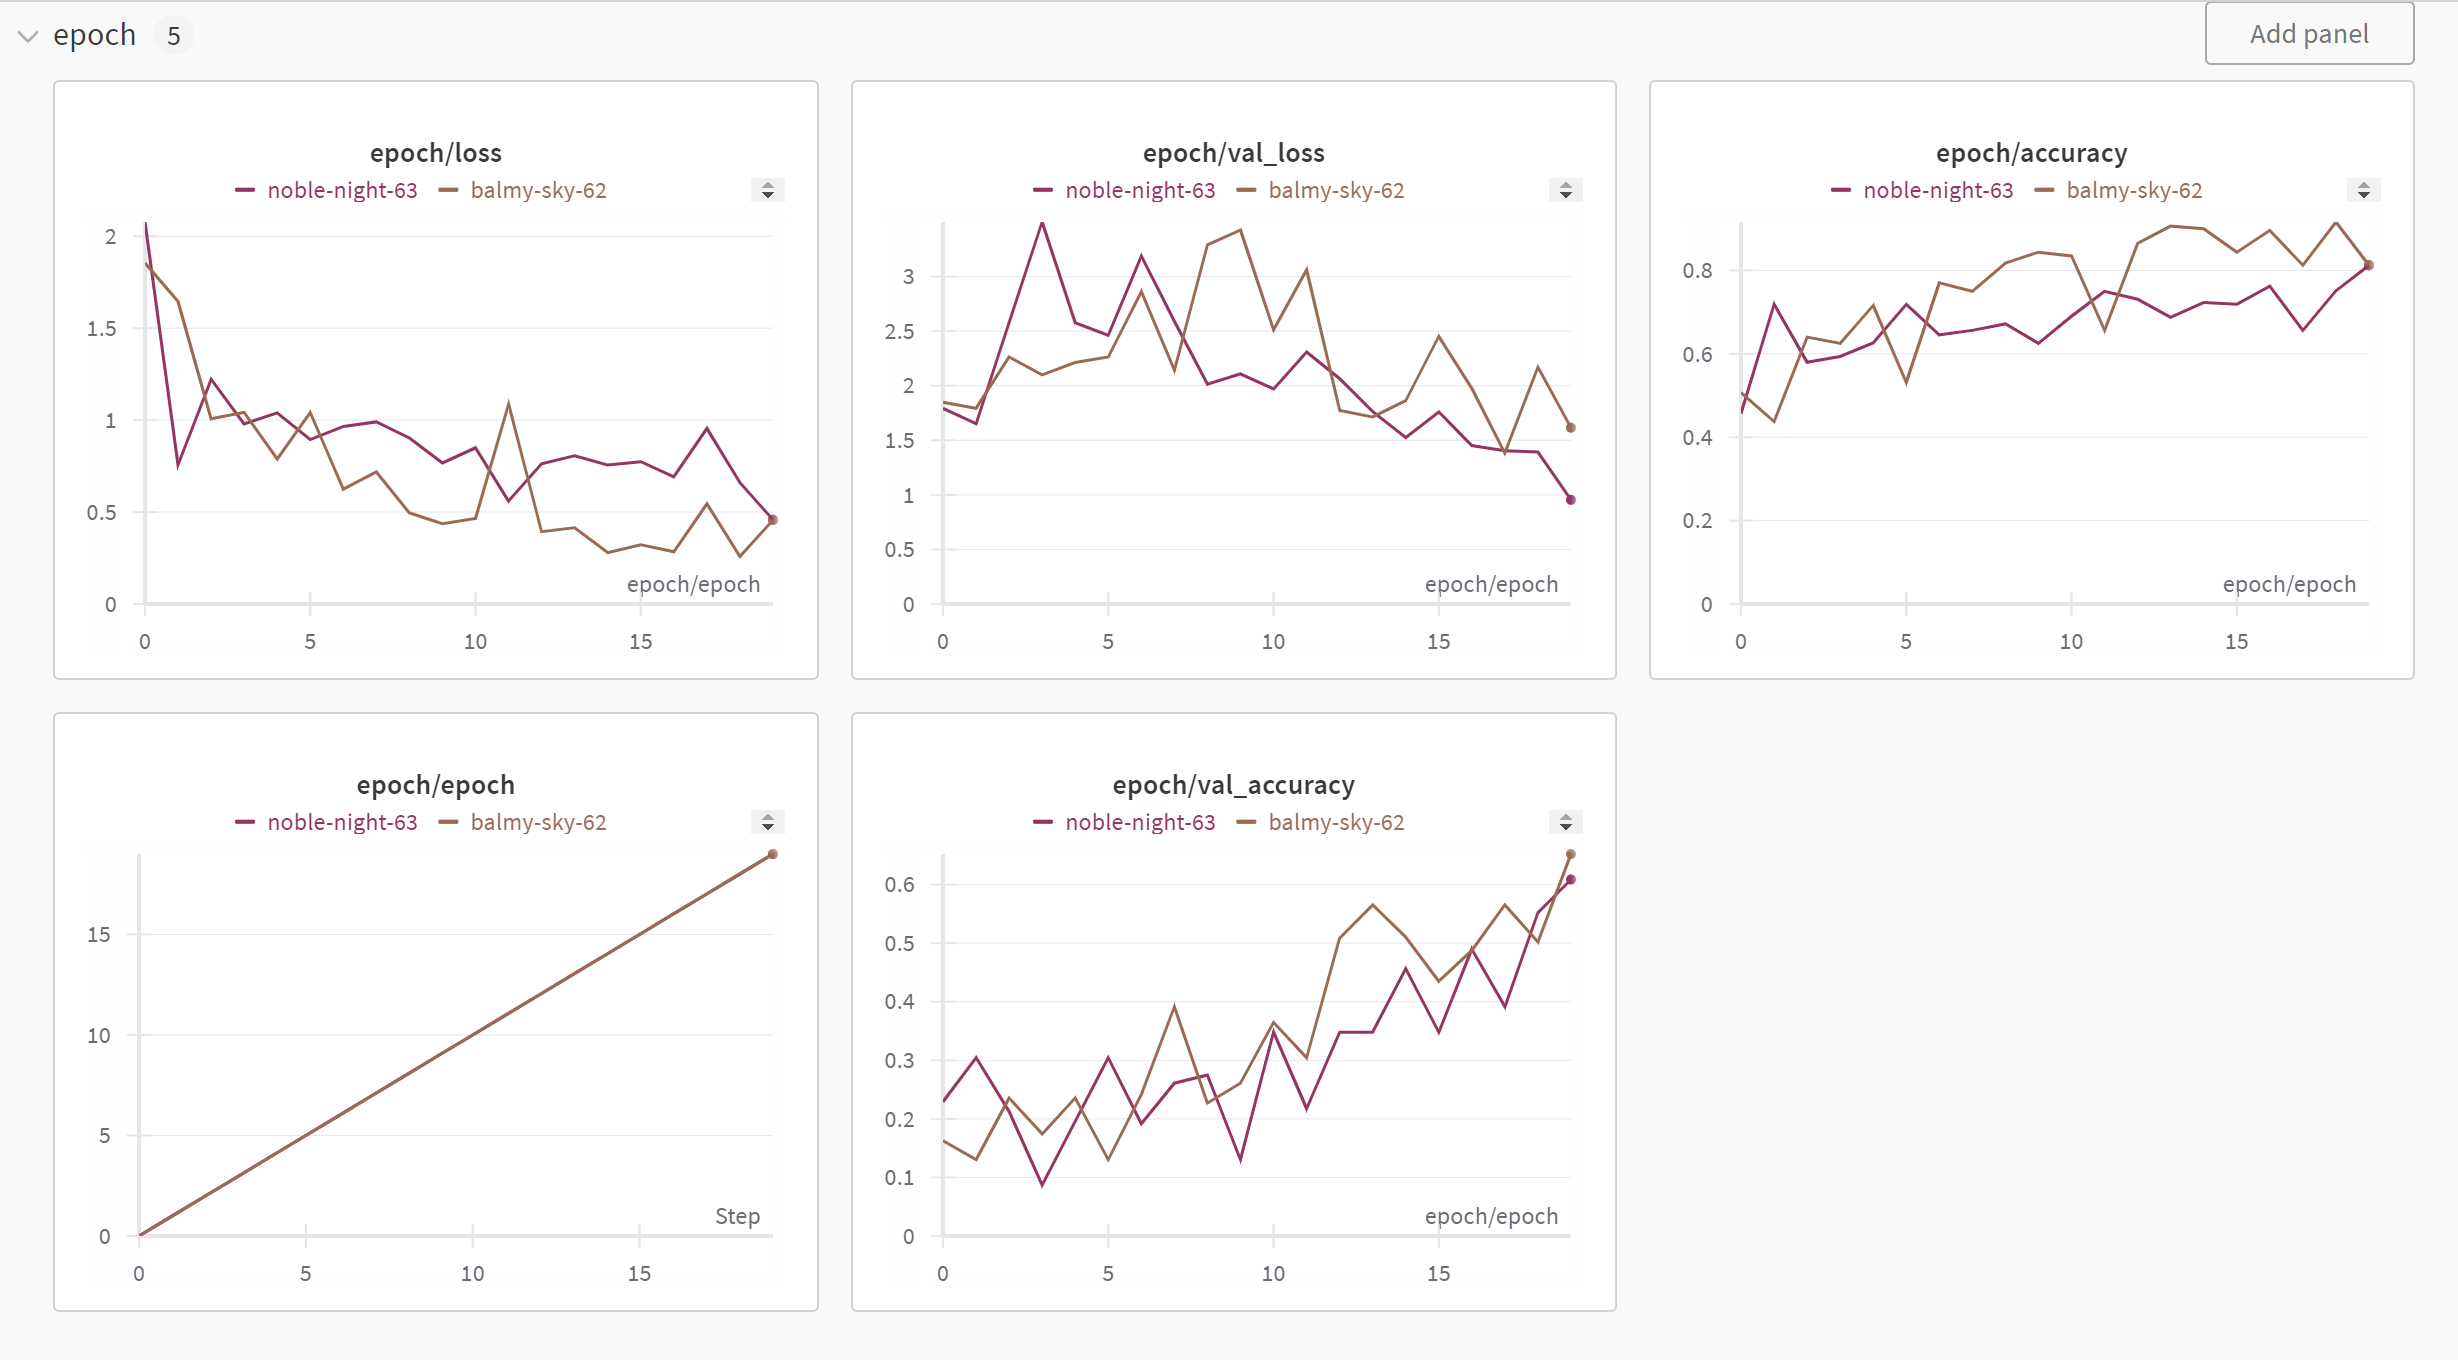 epoch 5
Add panel
epoch/loss
noble-night-63 balmy-sky-62
2
1.5
1
0.5
0
epoch/epoch
0 5 10 15
epoch/val_loss
noble-night-63 balmy-sky-62
3
2.5
2
1.5
1
0.5
0
epoch/epoch
0 5 10 15
epoch/accuracy
noble-night-63 balmy-sky-62
0.8
0.6
0.4
0.2
0
epoch/epoch
0 5 10 15
epoch/epoch
noble-night-63 balmy-sky-62
15
10
5
0
Step
0 5 10 15
epoch/val_accuracy
noble-night-63 balmy-sky-62
0.6
0.5
0.4
0.3
0.2
0.1
0
epoch/epoch
0 5 10 15